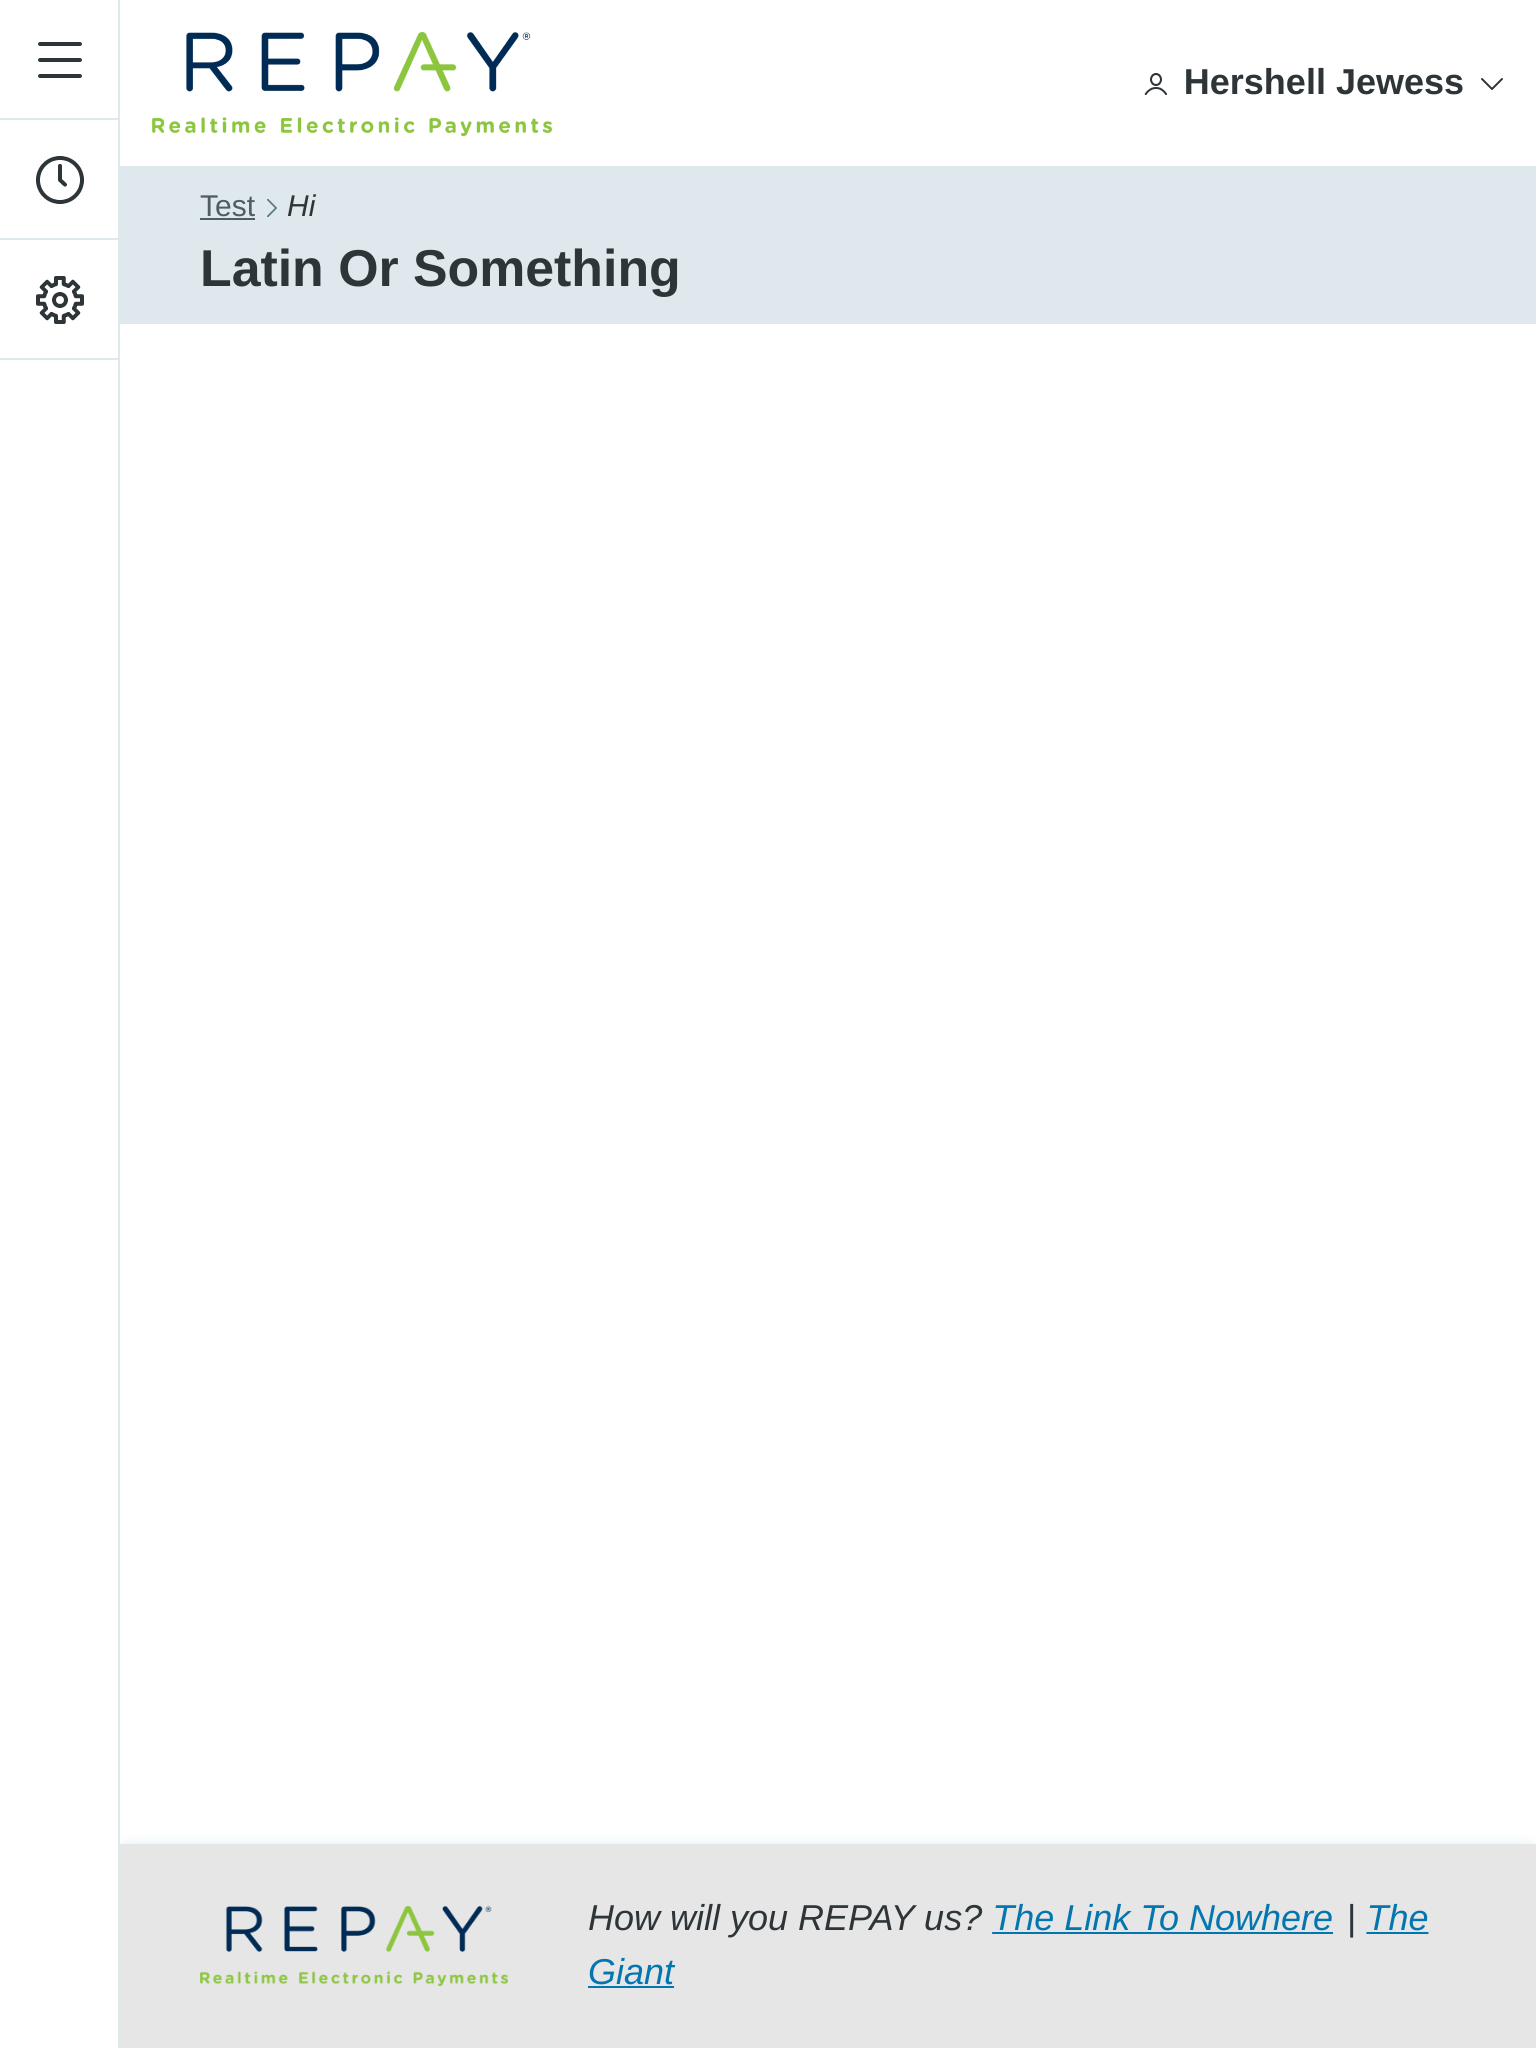 REPAY®
Realtime Electronic Payments
Hershell Jewess
Test > Hi
Latin Or Something
REPAY®
Realtime Electronic Payments
How will you REPAY us? The Link To Nowhere | The
Giant